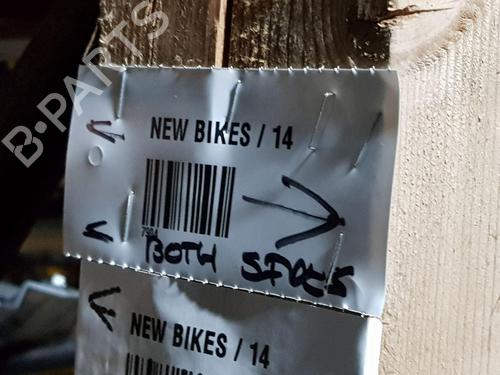 B-PARTS
NEW BIKES / 14
BOTH SIDES
NEW BIKES / 14